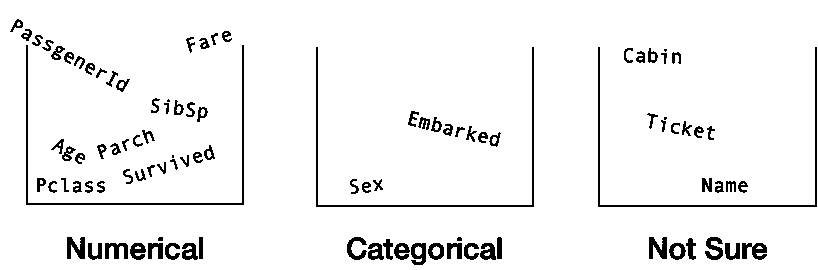 PassgenerId
Fare
SibSp
Age
Parch
Survived
Pclass
Numerical
Embarked
Sex
Categorical
Cabin
Ticket
Name
Not Sure